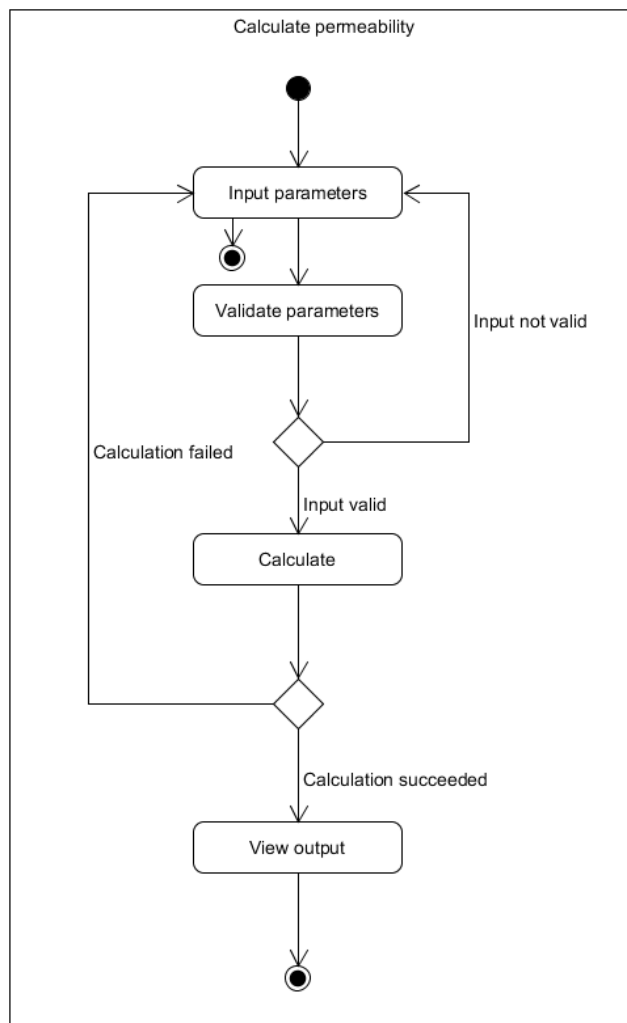 Calculate permeability
Input parameters
Validate parameters
Input not valid
Calculation failed
Input valid
Calculate
Calculation succeeded
View output